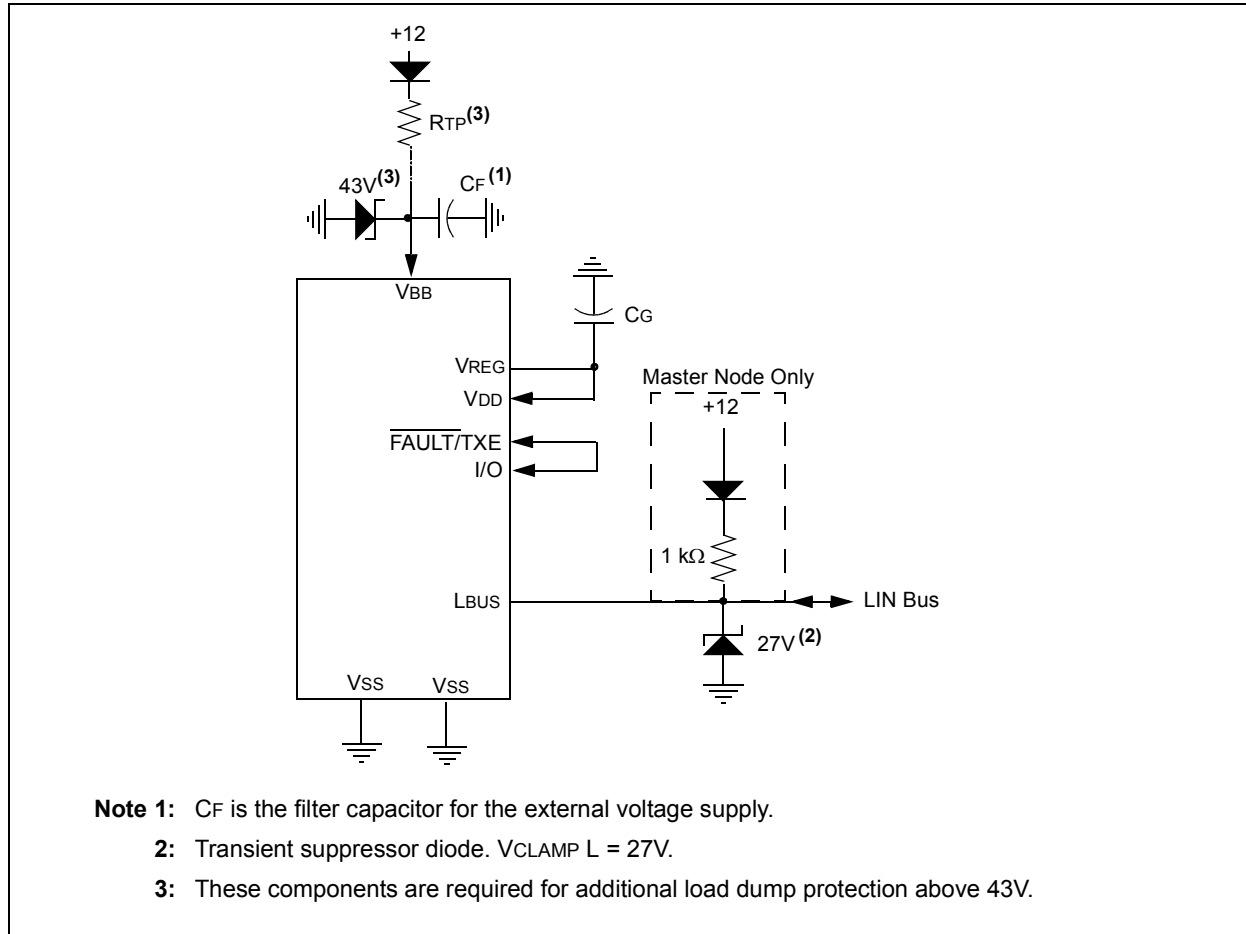 +12
RTP(3)
43V(3)
CF(1)
VBB
CG
VREG
Master Node Only
VDD
+12
FAULT/TXE
I/O
1 kΩ
LBUS
LIN Bus
27V(2)
VSS VSS
Note 1: CF is the filter capacitor for the external voltage supply.
2: Transient suppressor diode. VCLAMP L = 27V.
3: These components are required for additional load dump protection above 43V.